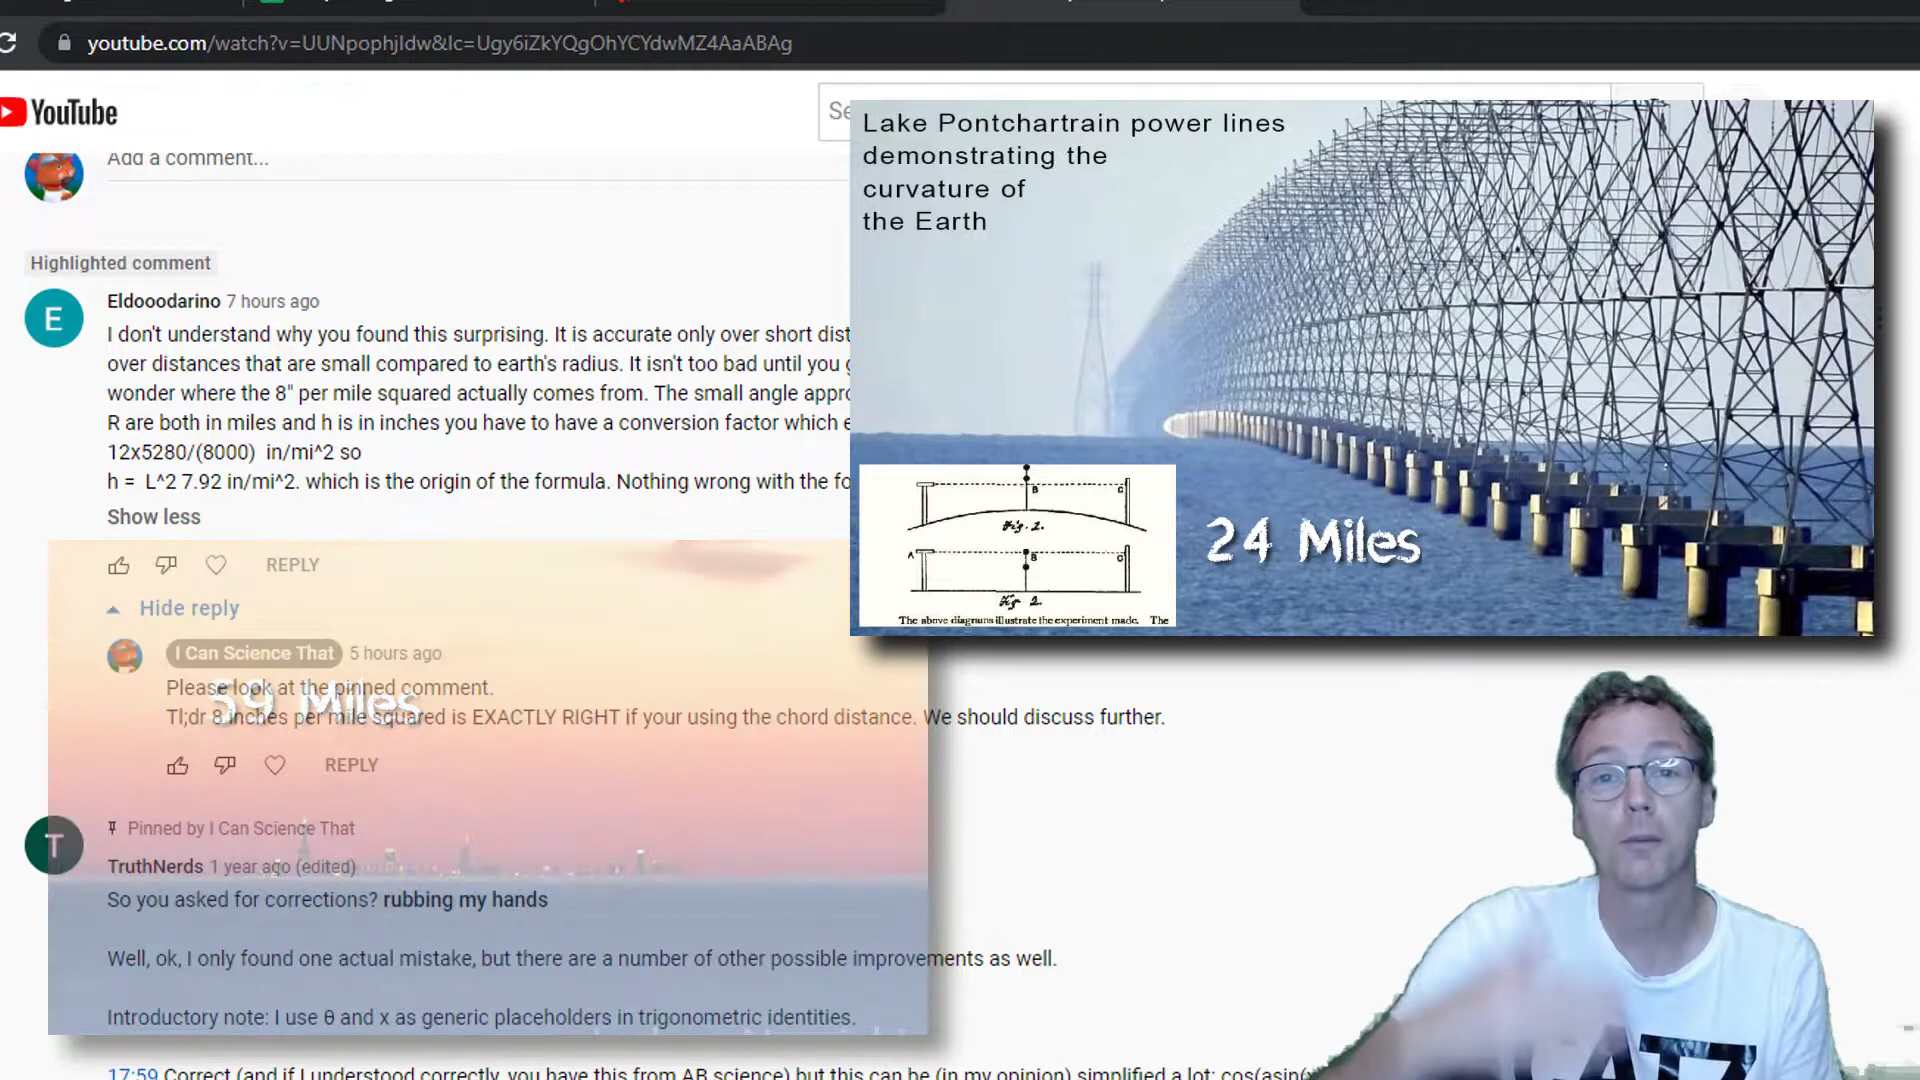 youtube.com/watch?v=UUNpophjIdw&lc=Ugy6iZkYQgOhYCYdwMZ4AaABAg
YouTube
Se
Add a comment...
Highlighted comment
E
Eldooodarino 7 hours ago
I don't understand why you found this surprising. It is accurate only over short dist
over distances that are small compared to earth's radius. It isn't too bad until you g
wonder where the 8" per mile squared actually comes from. The small angle appro
R are both in miles and h is in inches you have to have a conversion factor which e
12x5280/(8000) in/mi^2 so
h = L^2 7.92 in/mi^2. which is the origin of the formula. Nothing wrong with the fo
Show less
REPLY
Hide reply
I Can Science That 5 hours ago
Please look at the pinned comment.
Tl;dr 8 inches per mile squared is EXACTLY RIGHT if your using the chord distance. We should discuss further.
REPLY
59 Miles
T
Pinned by I Can Science That
TruthNerds 1 year ago (edited)
So you asked for corrections? rubbing my hands
Well, ok, I only found one actual mistake, but there are a number of other possible improvements as well.
Introductory note: I use θ and x as generic placeholders in trigonometric identities.
17:59 Correct (and if I understood correctly, you have this from AB science) but this can be (in my opinion) simplified a lot: cos(asin(
Lake Pontchartrain power lines
demonstrating the
curvature of
the Earth
B C
Fig. 2.
A B C
Fig 2.
The above diagrams illustrate the experiment made. The
24 Miles